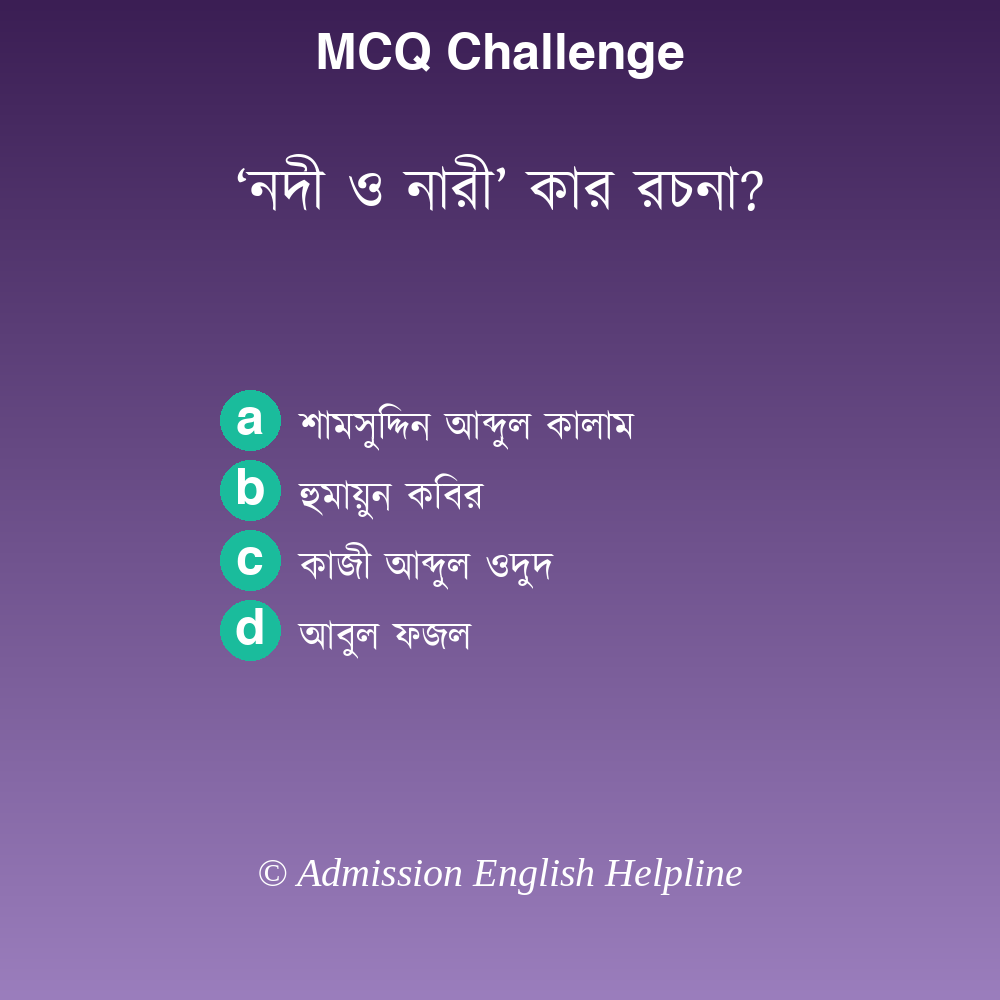 MCQ Challenge
‘নদী ও নারী’ কার রচনা?
a শামসুদ্দিন আব্দুল কালাম
b হুমায়ুন কবির
c কাজী আব্দুল ওদুদ
d আবুল ফজল
© Admission English Helpline